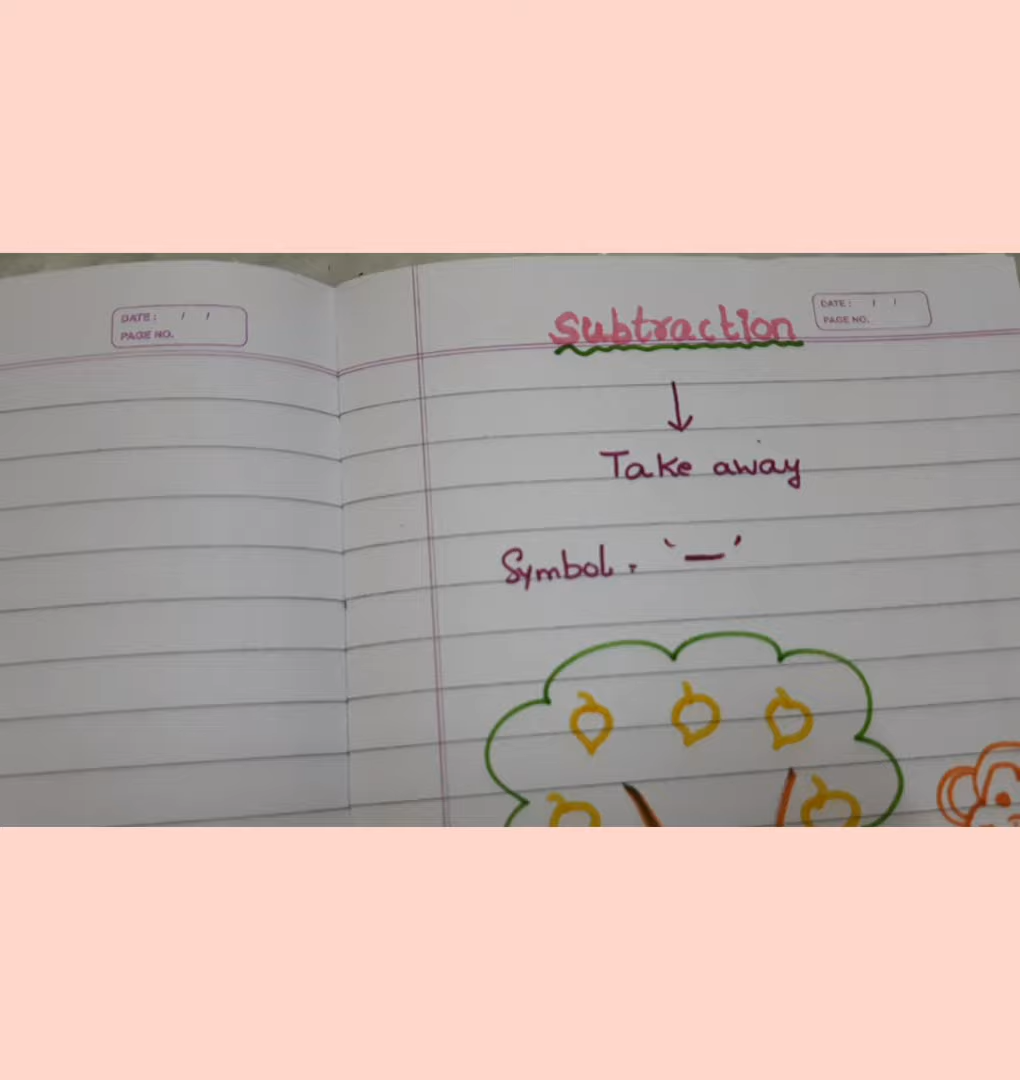 DATE: / /
PAGE NO.
Subtraction
DATE: / /
PAGE NO.
↓
Take away
Symbol. ‘—’